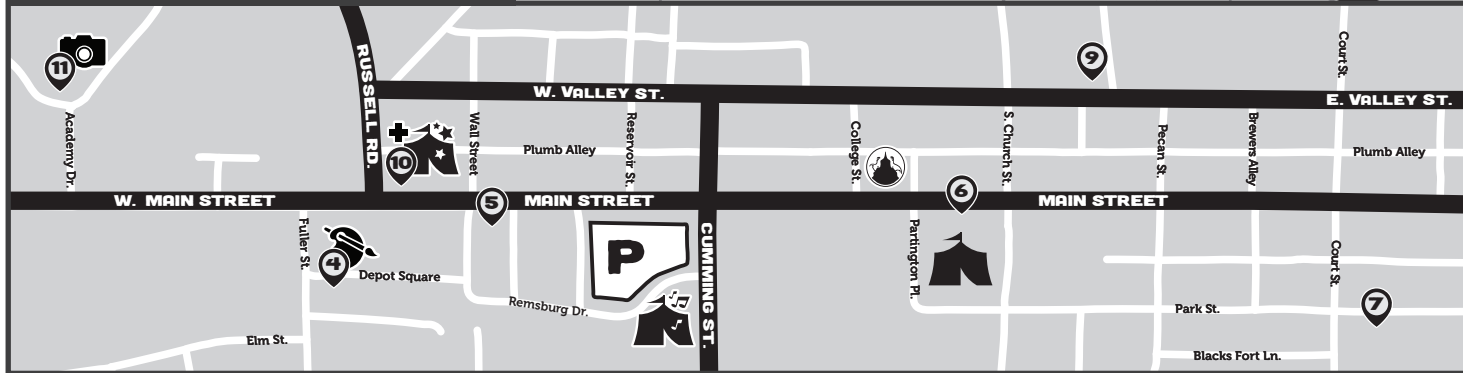 11
Academy Dr.
RUSSELL RD.
W. VALLEY ST.
9
Court St.
E. VALLEY ST.
10
Wall Street
Plumb Alley
Reservoir St.
College St.
S. Church St.
Pecan St.
Brewers Alley
Plumb Alley
W. MAIN STREET
5
MAIN STREET
6
MAIN STREET
Fuller St.
4
Depot Square
P
CUMMING ST.
Partington Pl.
Court St.
Remsburg Dr.
Park St.
7
Elm St.
Blacks Fort Ln.